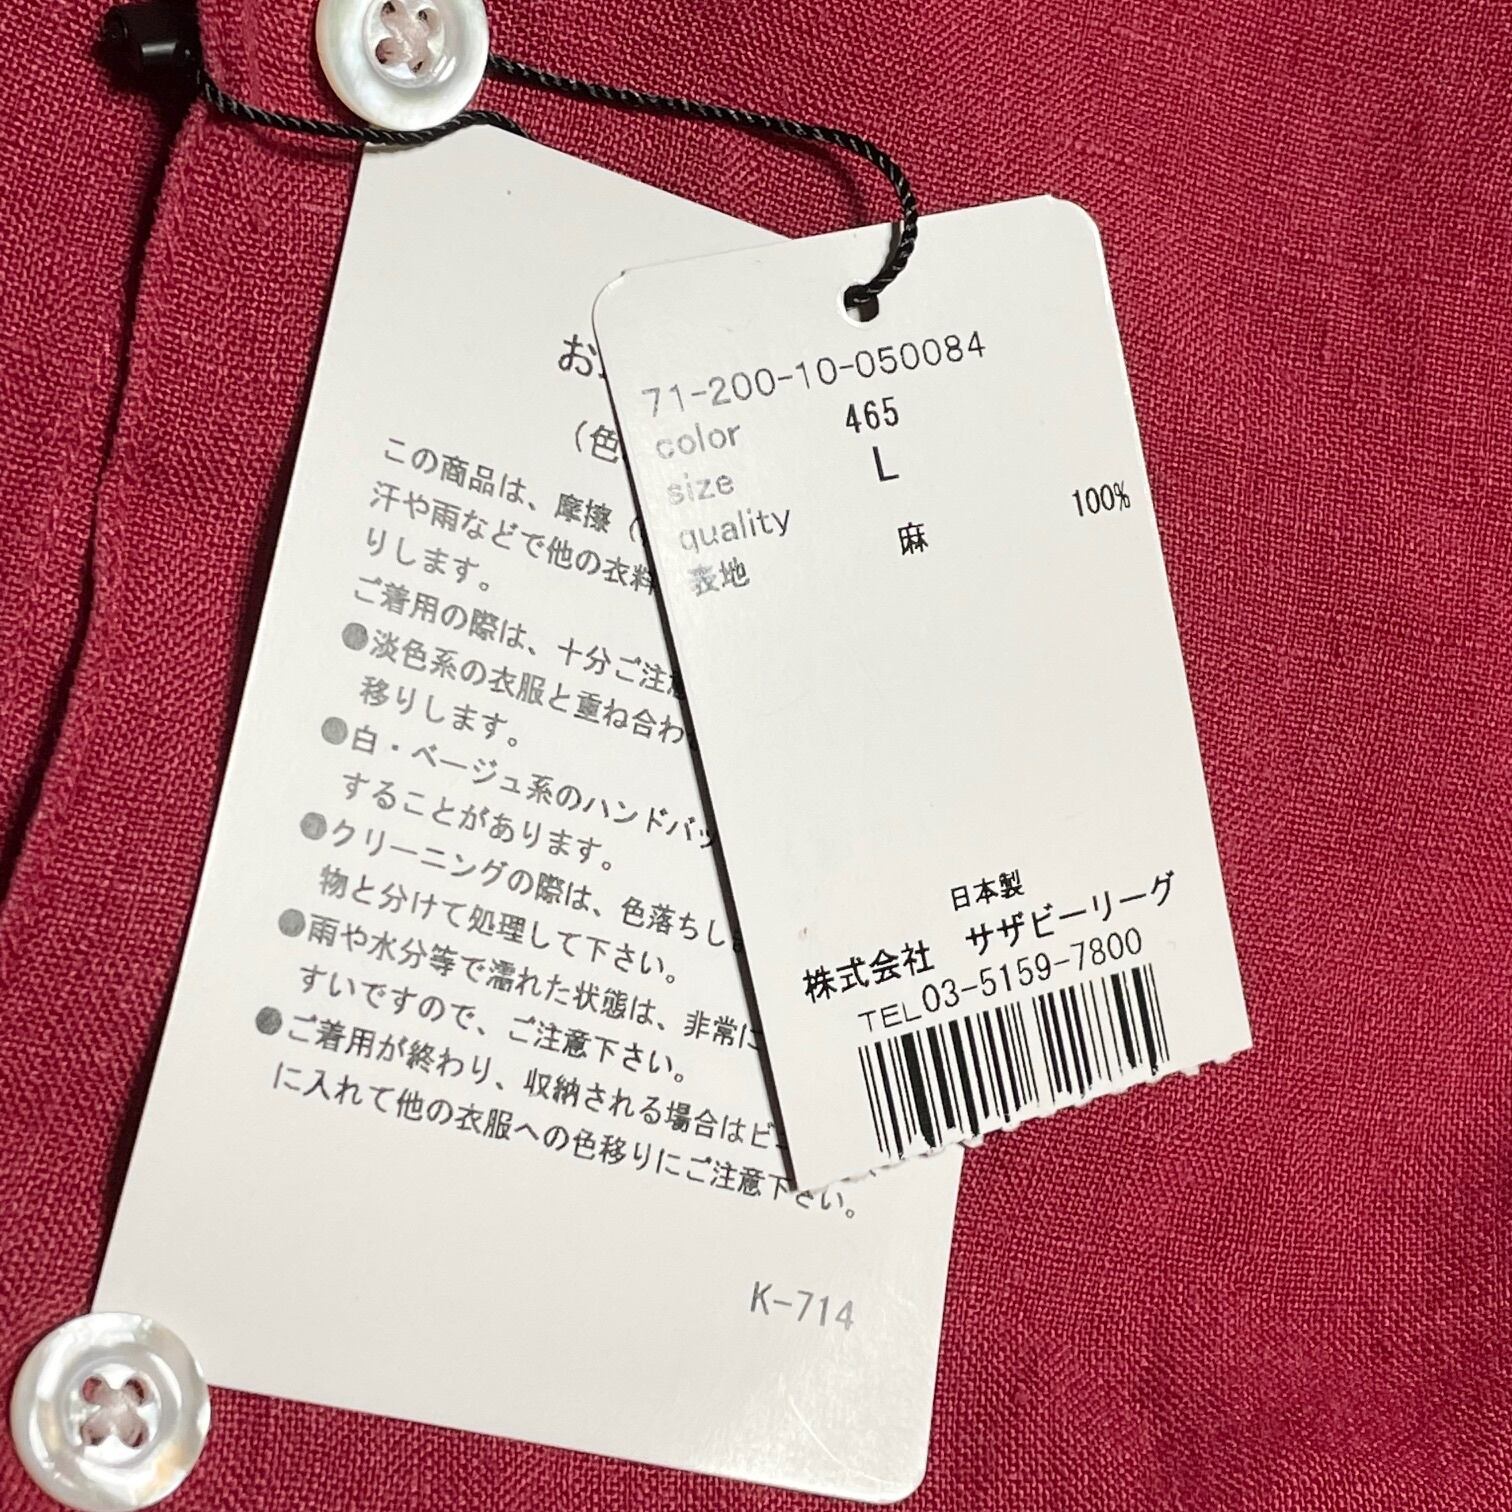 71-200-10-050084
color 465
size L
quality
表地 麻 100%
日本製
株式会社 サザビーリーグ
TEL03-5159-7800
お
（色
この商品は、摩擦（
汗や雨などで他の衣料
りします。
ご着用の際は、十分ご注意
●淡色系の衣服と重ね合わ
移りします。
●白・ベージュ系のハンドバッ
することがあります。
●クリーニングの際は、色落ちし
物と分けて処理して下さい。
●雨や水分等で濡れた状態は、非常に
すいですので、ご注意下さい。
●ご着用が終わり、収納される場合はビ
に入れて他の衣服への色移りにご注意下さい。
K-714